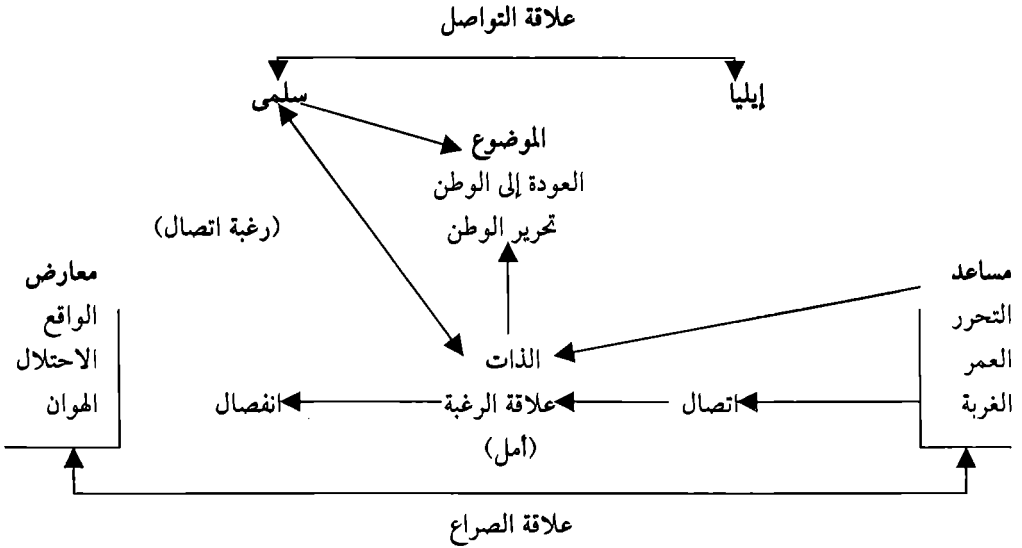 علاقة التواصل
إيليا
سلمى
الموضوع
العودة إلى الوطن
تحرير الوطن
(رغبة اتصال)
مساعد
التحرر
العمر
الغربة
معارض
الواقع
الاحتلال
الهوان
الذات
اتصال
علاقة الرغبة
انفصال
(أمل)
علاقة الصراع